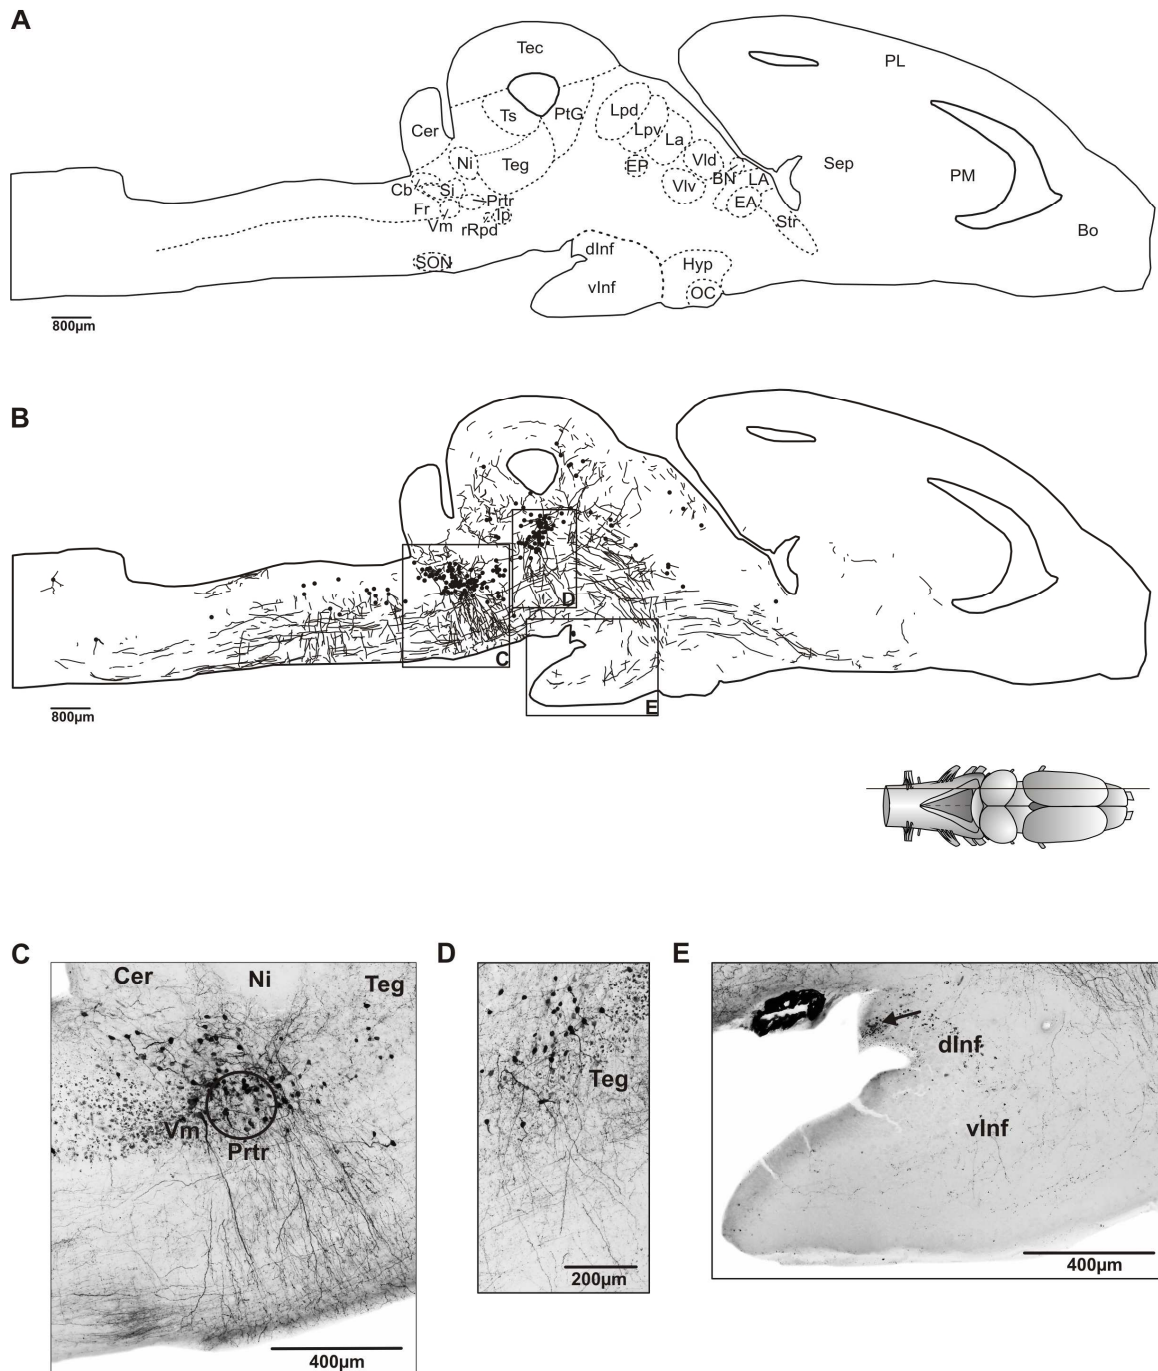 A
Tec
PL
Lpd
PtG
Ts
Lpv
Cer
La
Vld
Sep
Ni
Teg
EP
BN
LA
PM
Cb
Si
Vlv
Prtr
EA
Fr
Ip
Str
Vm
rRpd
Bo
dInf
SON
Hyp
vInf
OC
800µm
B
D
C
E
800µm
C
Cer
Ni
Teg
Vm
Prtr
400µm
D
Teg
200µm
E
dInf
vInf
400µm